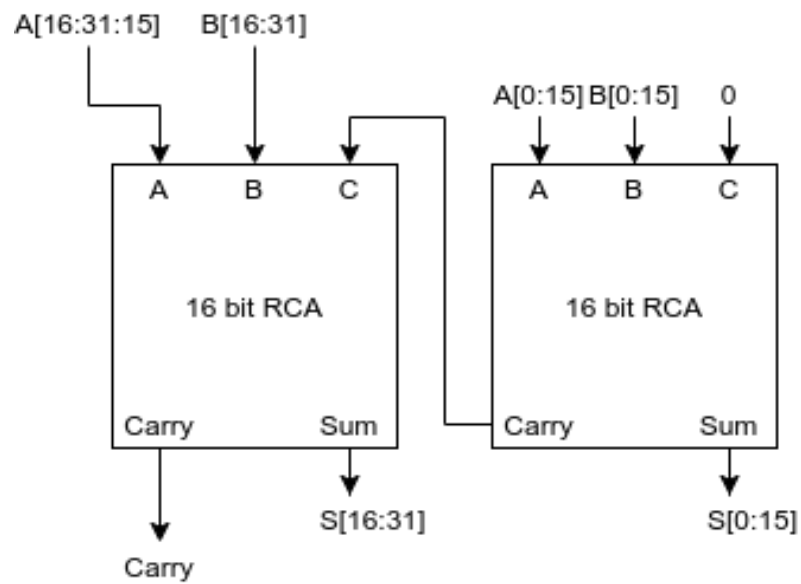 A[16:31:15] B[16:31]
A[0:15] B[0:15] 0
A B C
A B C
16 bit RCA
16 bit RCA
Carry Sum
Carry Sum
S[16:31]
S[0:15]
Carry